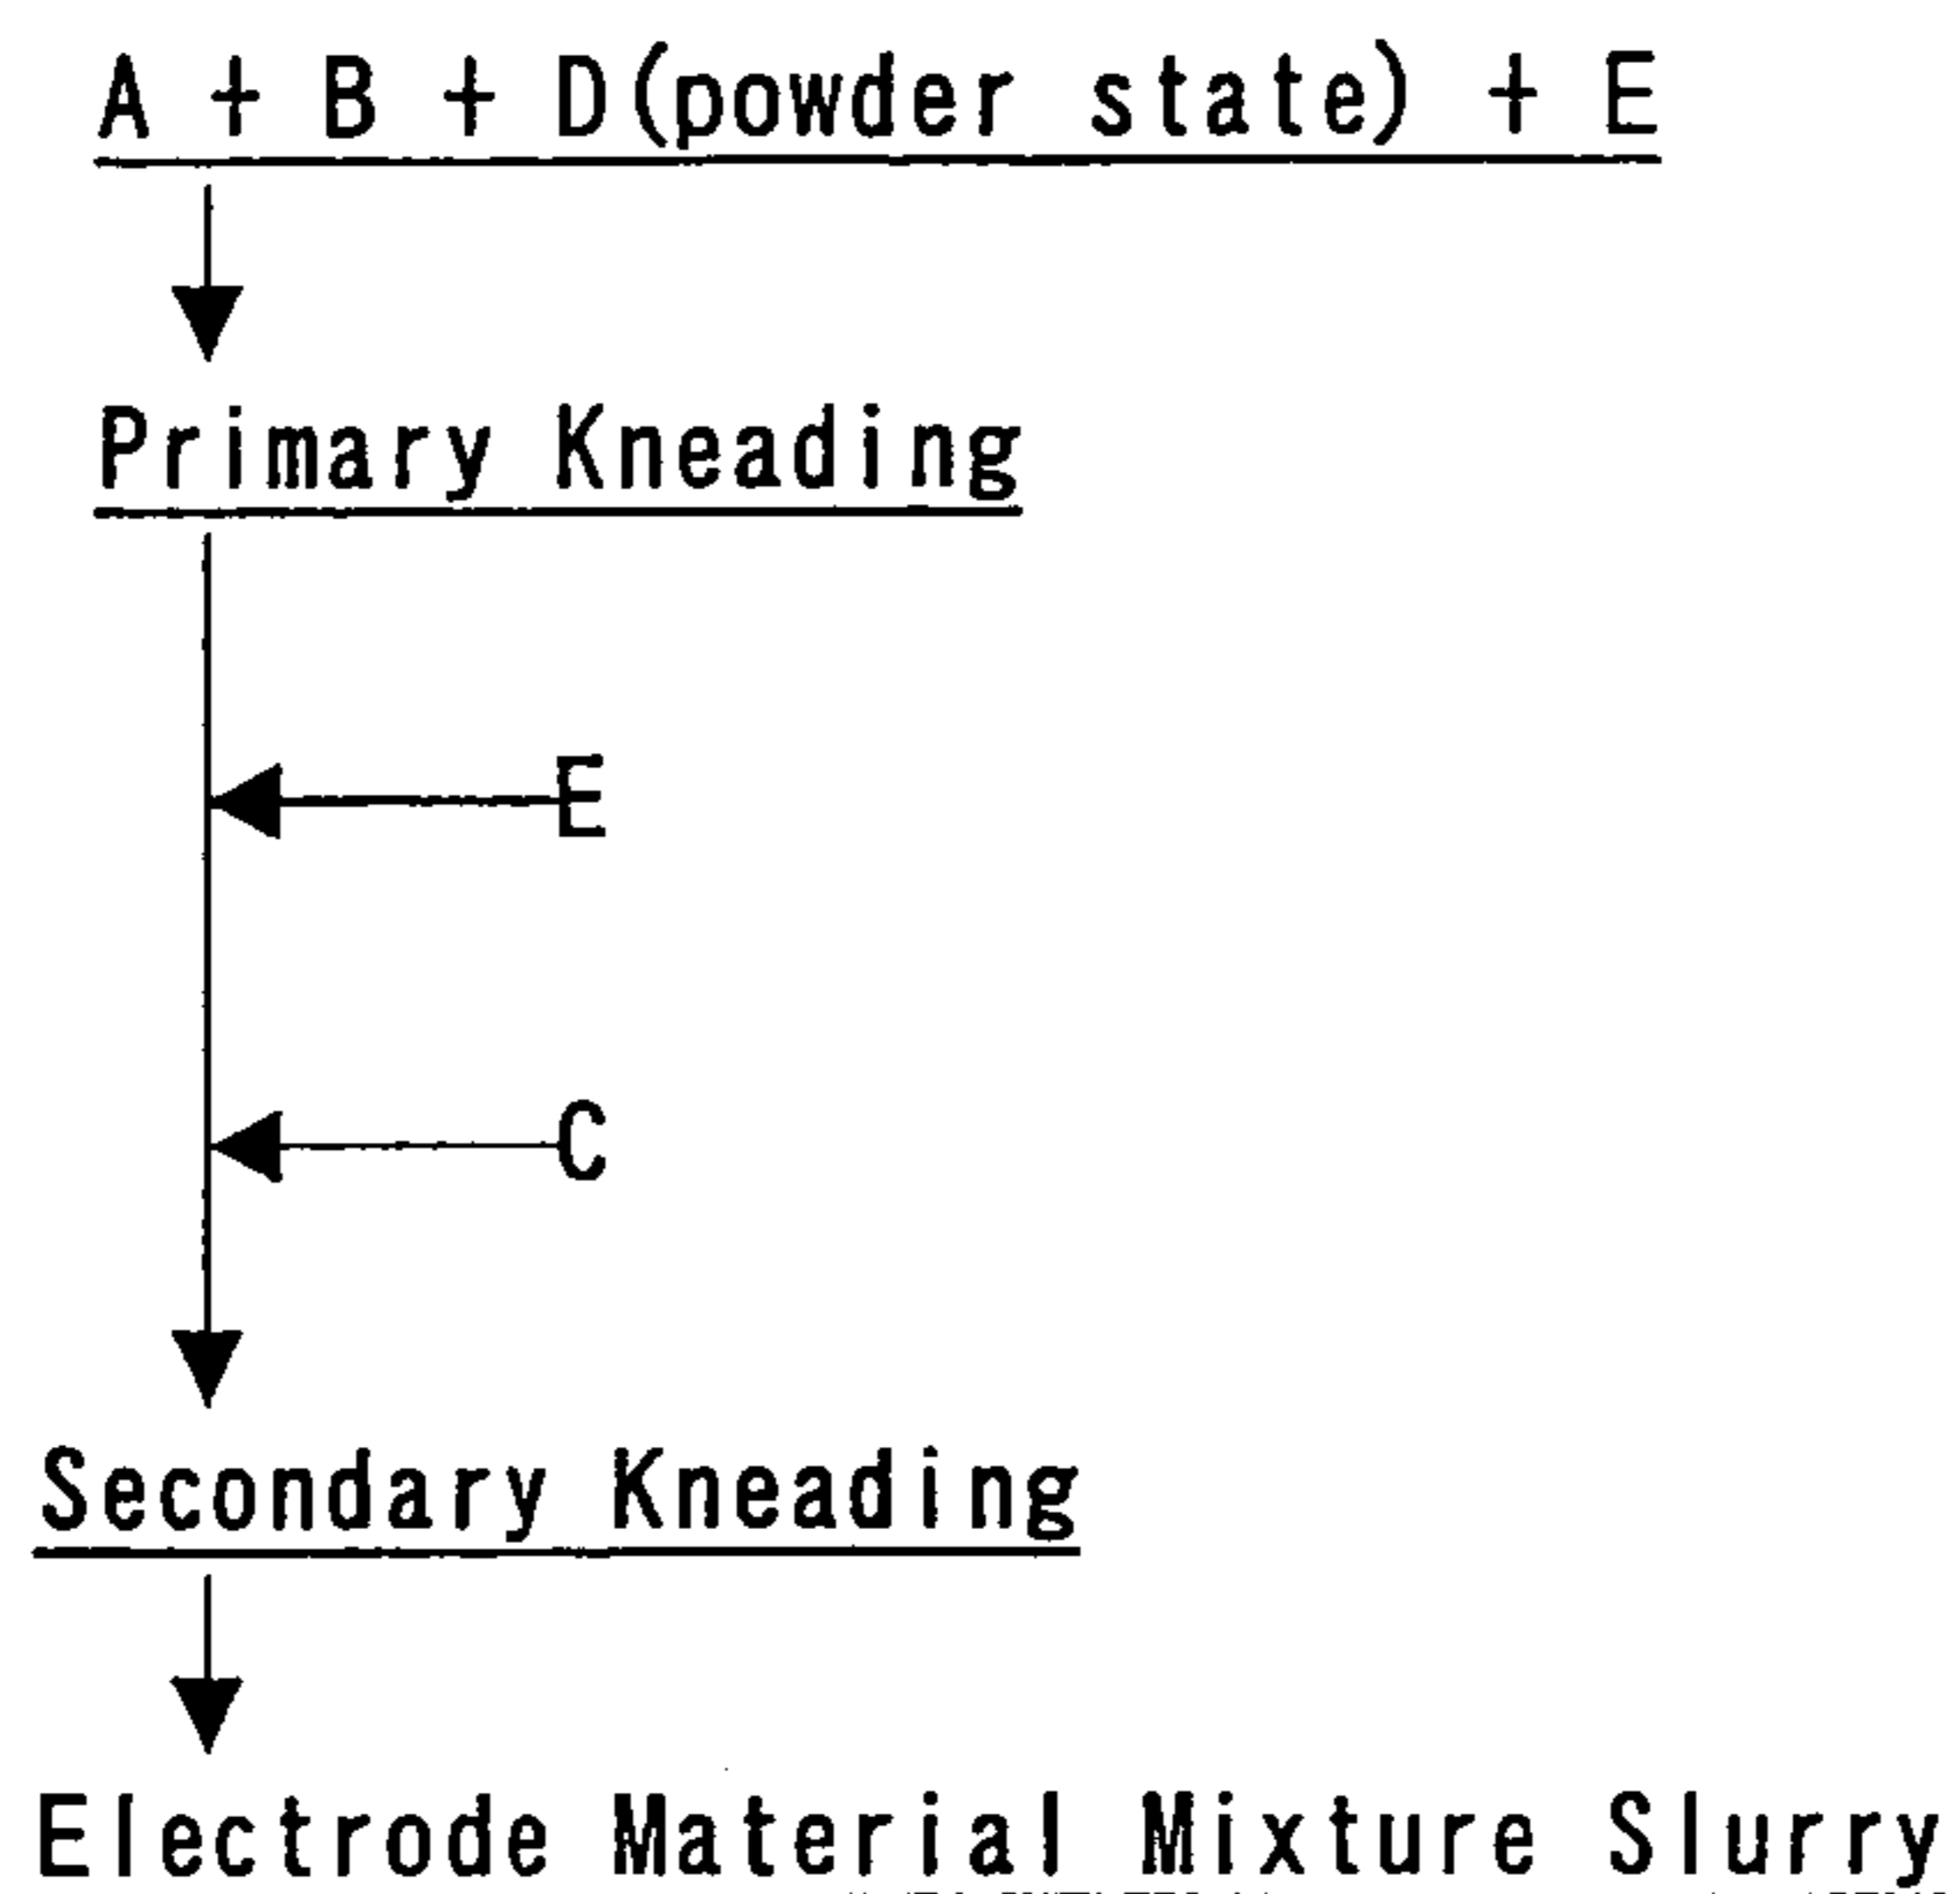 A + B + D(powder state) + E
Primary Kneading
E
C
Secondary Kneading
Electrode Material Mixture Slurry